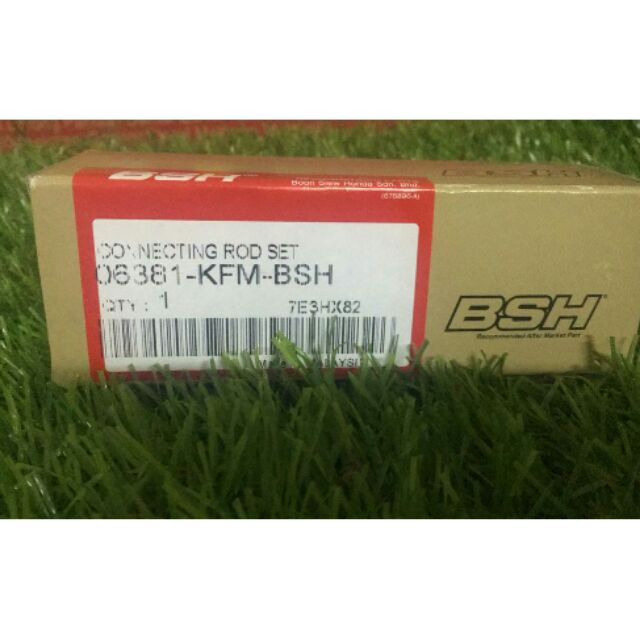 BSH
BSH
Boon Siew Honda Sdn. Bhd.
CONNECTING ROD SET
06381-KFM-BSH
QTY : 1 7E3HX82
BSH
Recommended After Market Part